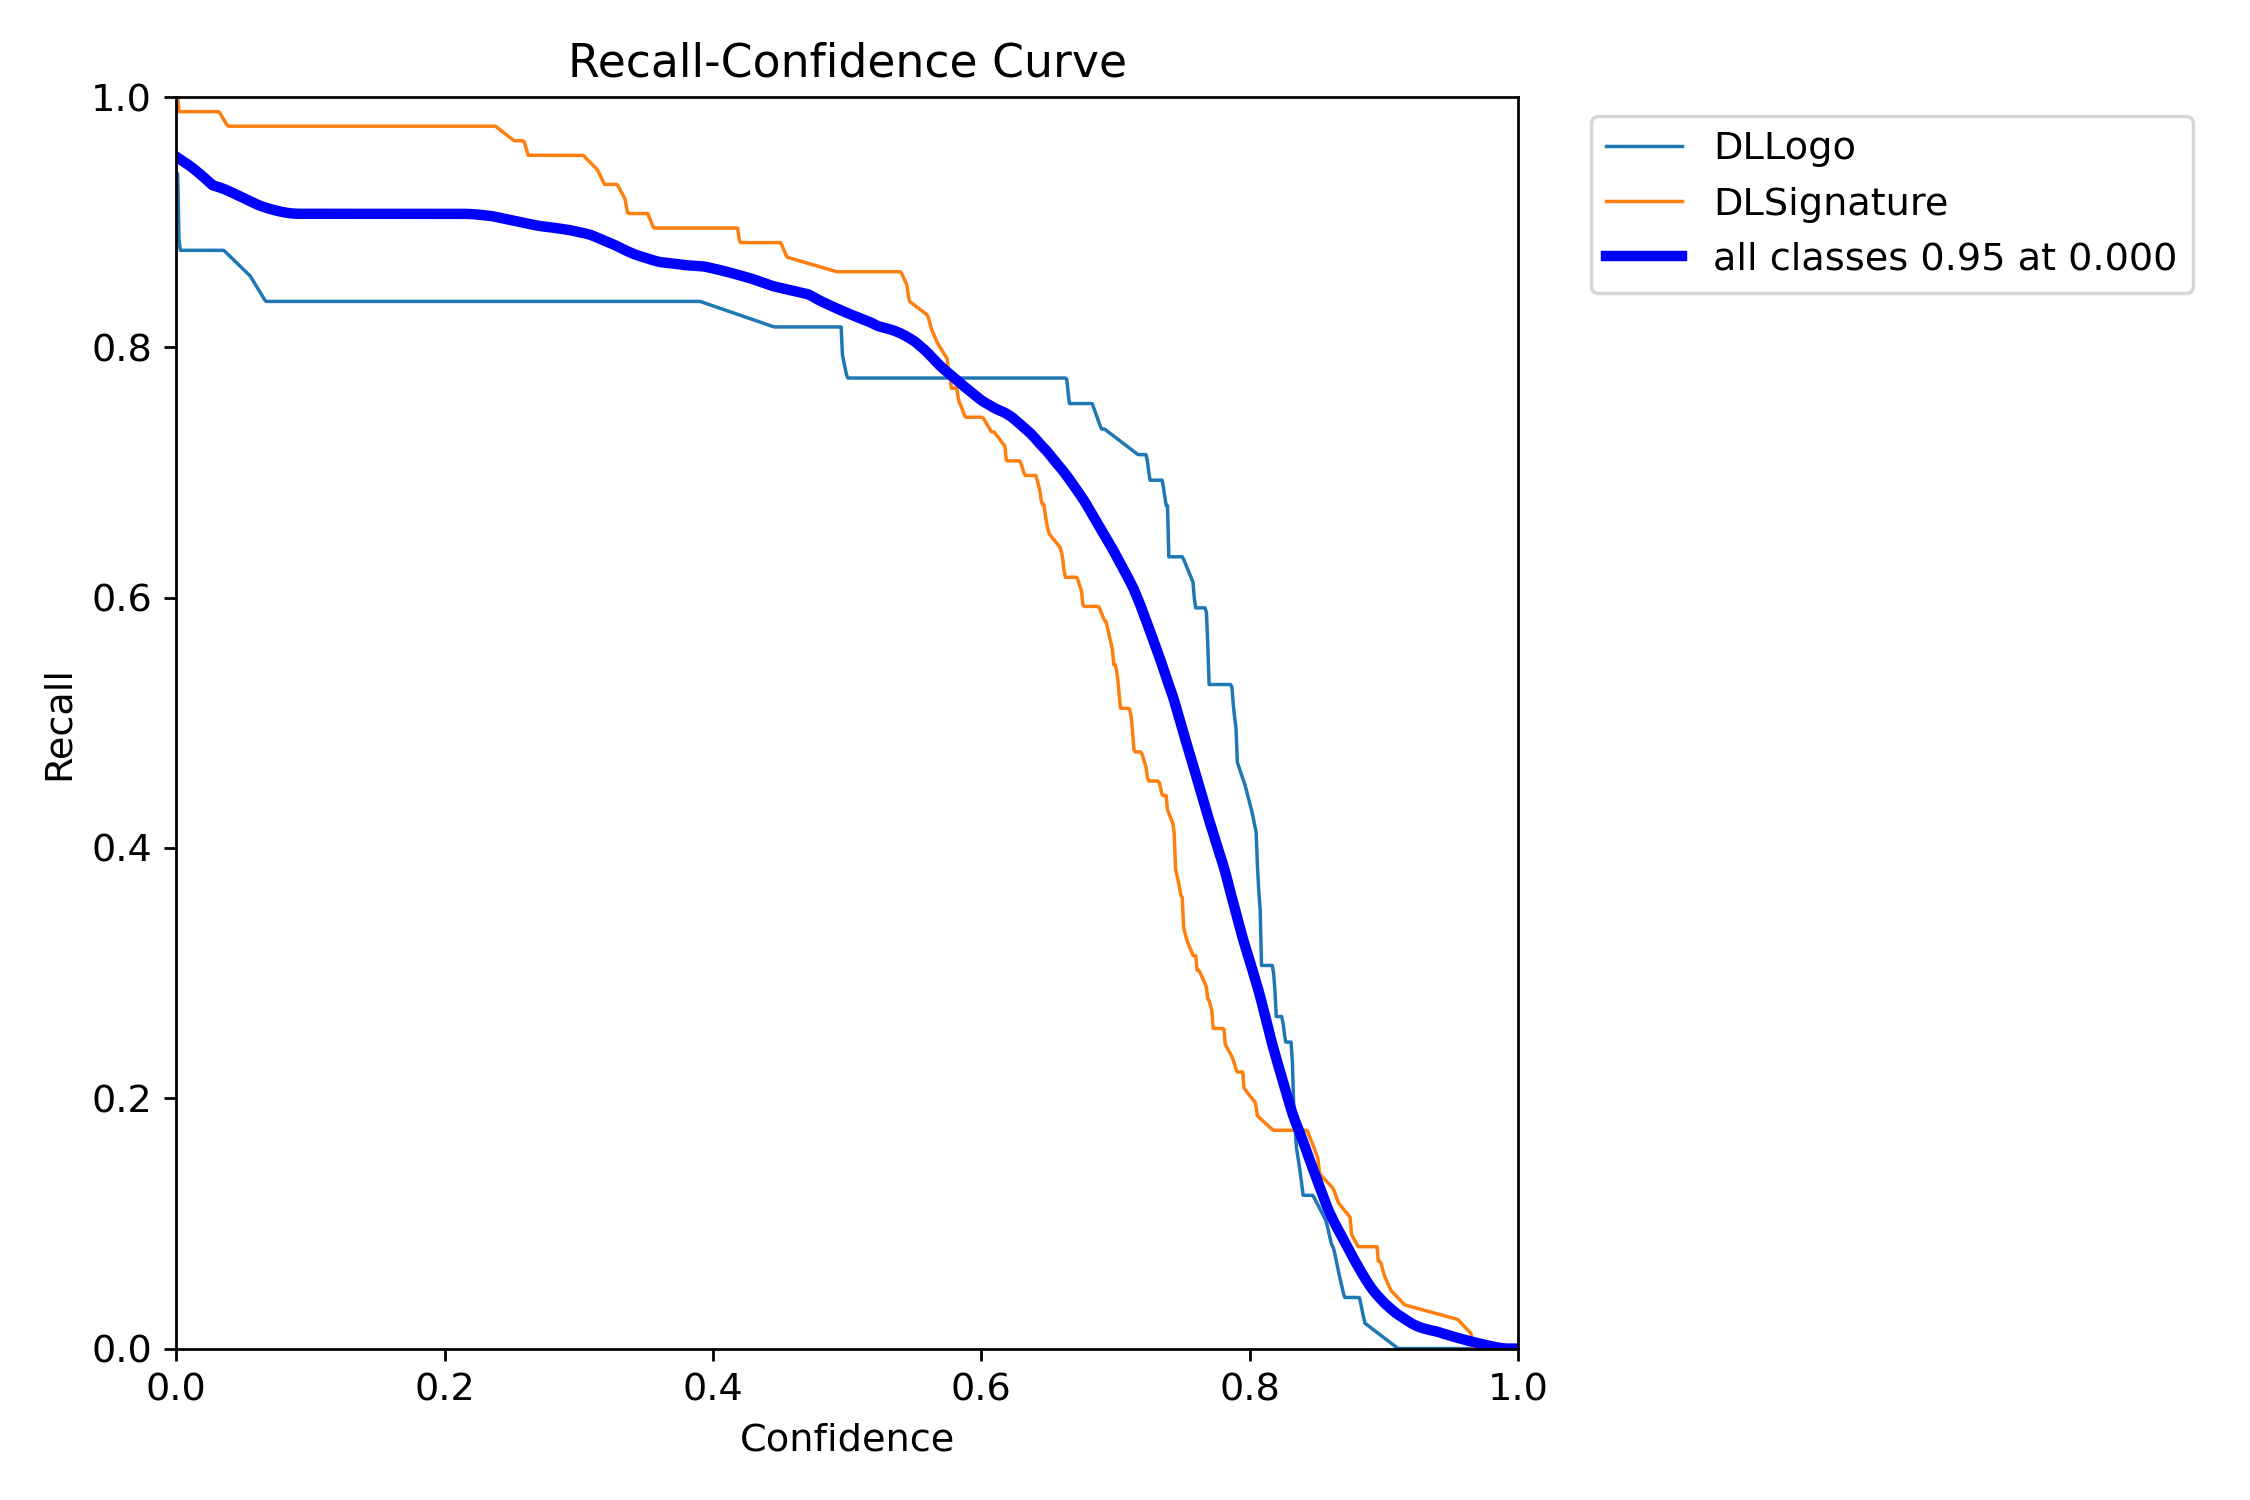 Recall-Confidence Curve
1.0
0.8
0.6
0.4
0.2
0.0
Recall
0.0 0.2 0.4 0.6 0.8 1.0
Confidence
DLLogo
DLSignature
all classes 0.95 at 0.000